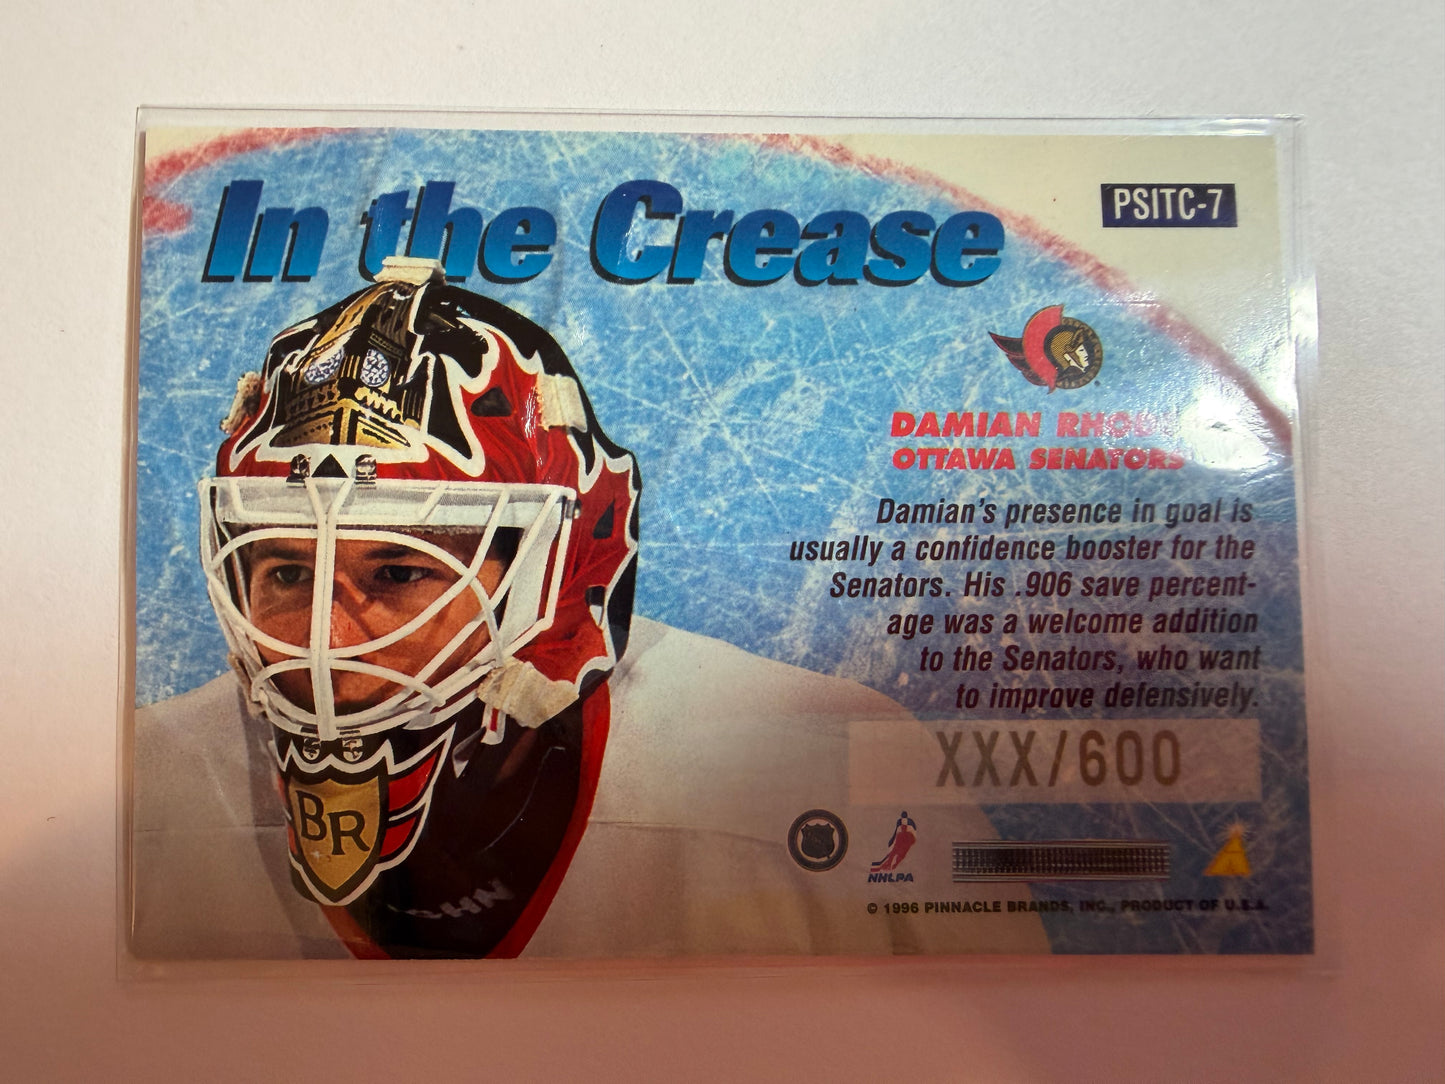 In the Crease
PSITC-7
DAMIAN RHODES
OTTAWA SENATORS
Damian's presence in goal is
usually a confidence booster for the
Senators. His .906 save percent-
age was a welcome addition
to the Senators, who want
to improve defensively.
XXX/600
BR
NHLPA
© 1996 PINNACLE BRANDS, INC., PRODUCT OF U.S.A.